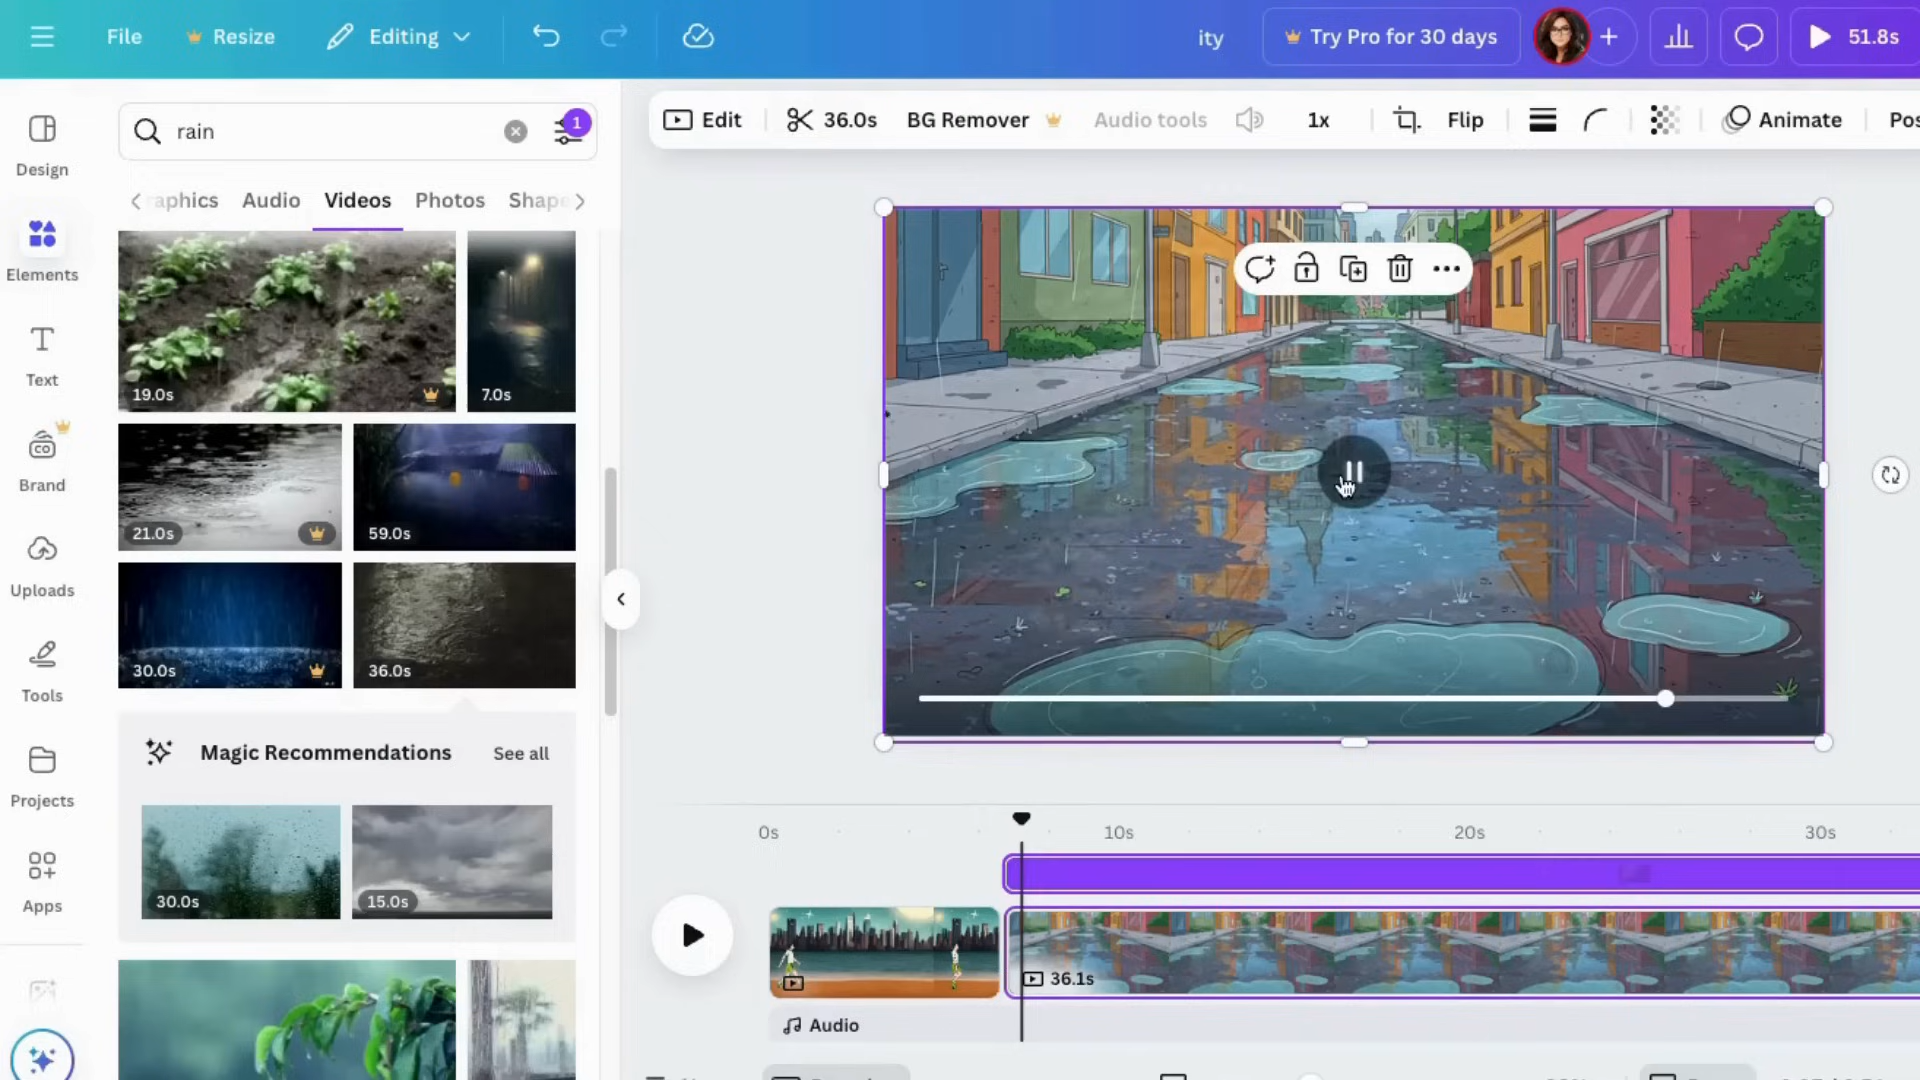 File
Resize
Editing
ity
Try Pro for 30 days
51.8s
Design
Elements
Text
Brand
Uploads
Tools
Projects
Apps
rain
1
raphics
Audio
Videos
Photos
Shape
19.0s
7.0s
21.0s
59.0s
30.0s
36.0s
Magic Recommendations
See all
30.0s
15.0s
Edit
36.0s
BG Remover
Audio tools
1x
Flip
Animate
Pos
0s
10s
20s
30s
36.1s
Audio